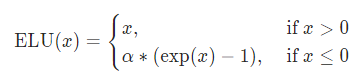 ELU(x) = { x, if x > 0
α * (exp(x) − 1), if x ≤ 0